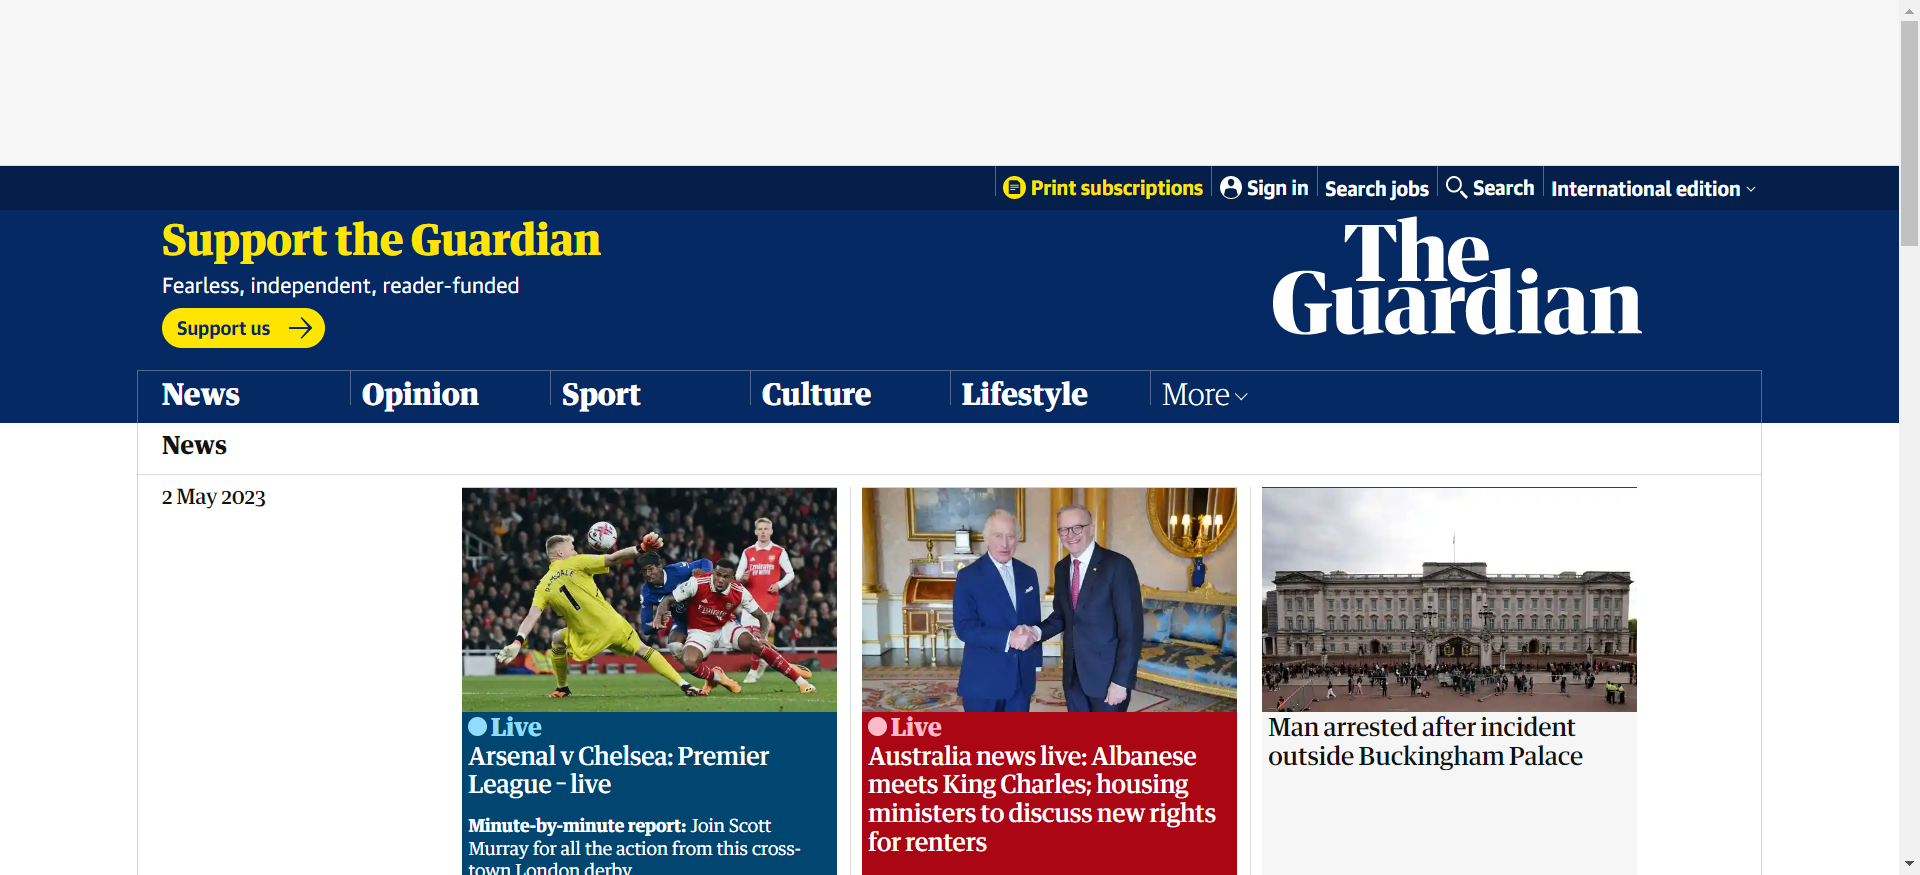 Print subscriptions
Sign in
Search jobs
Search
International edition
Support the Guardian
Fearless, independent, reader-funded
Support us
The
Guardian
News
Opinion
Sport
Culture
Lifestyle
More
News
2 May 2023
Live
Arsenal v Chelsea: Premier
League – live
Minute-by-minute report: Join Scott
Murray for all the action from this cross-
town London derby
Live
Australia news live: Albanese
meets King Charles; housing
ministers to discuss new rights
for renters
Man arrested after incident
outside Buckingham Palace